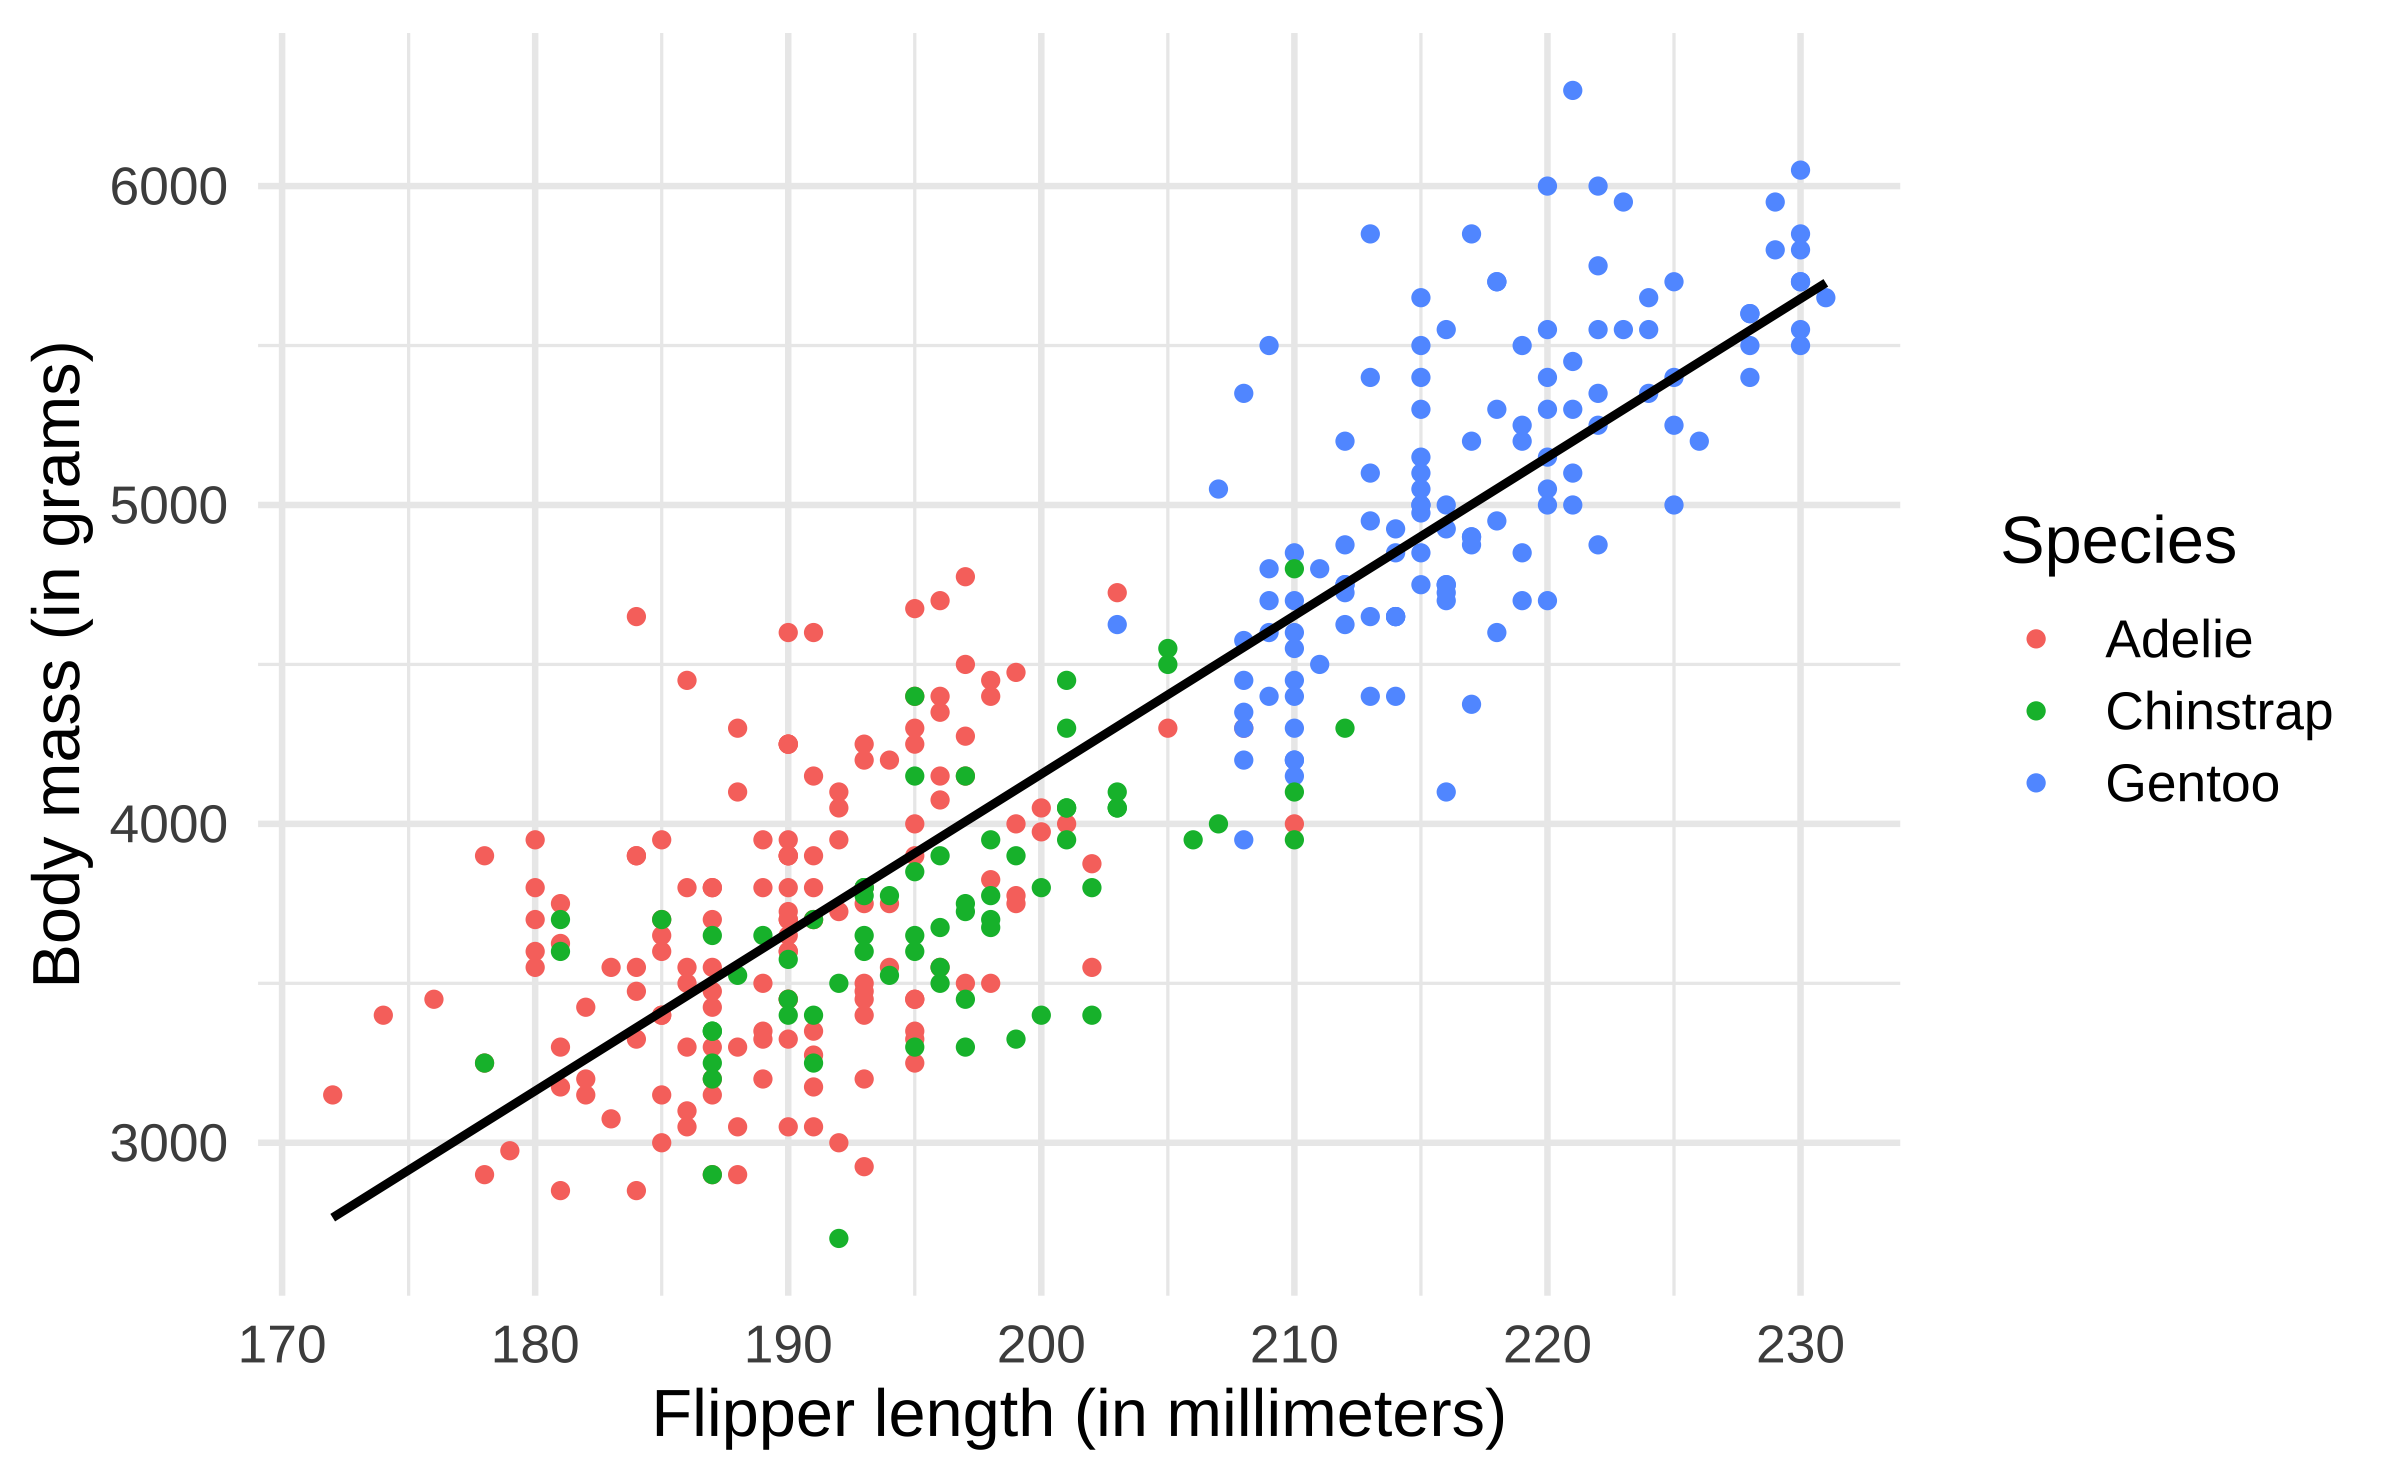 6000
5000
4000
3000
Body mass (in grams)
170 180 190 200 210 220 230
Flipper length (in millimeters)
Species
Adelie
Chinstrap
Gentoo